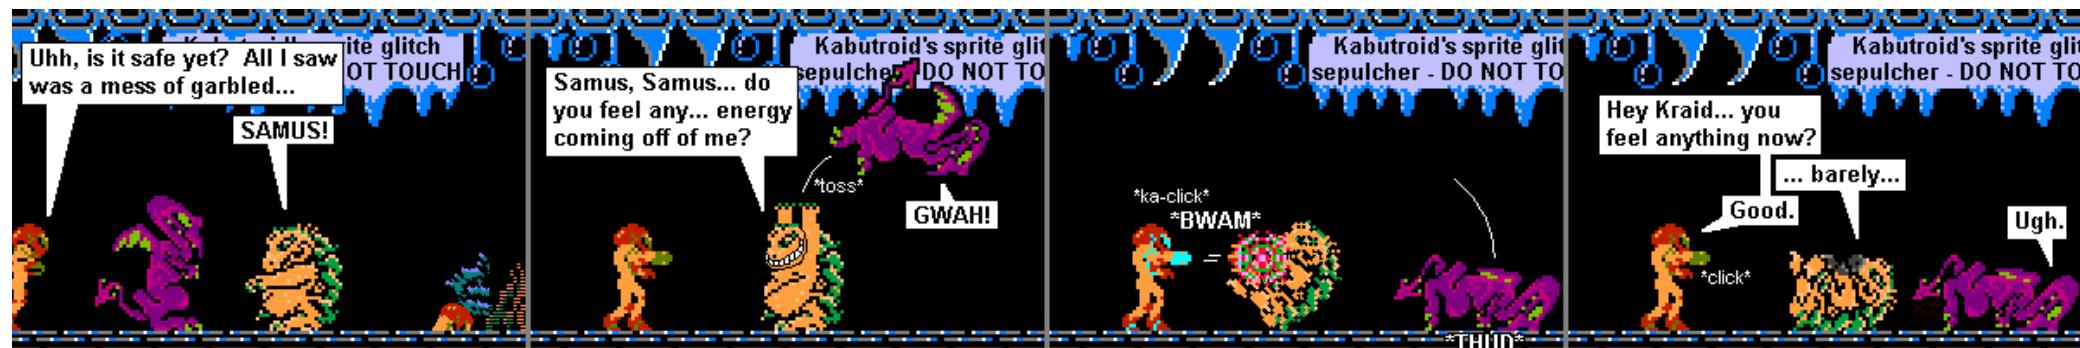 Uhh, is it safe yet? All I saw
was a mess of garbled...
ite glitch
OT TOUCH
SAMUS!
Kabutroid's sprite glit
sepulcher DO NOT TO
Samus, Samus... do
you feel any... energy
coming off of me?
*toss*
GWAH!
Kabutroid's sprite glit
sepulcher - DO NOT TO
*ka-click*
*BWAM*
*THUD*
Kabutroid's sprite glit
sepulcher - DO NOT TO
Hey Kraid... you
feel anything now?
... barely...
Good.
Ugh.
*click*